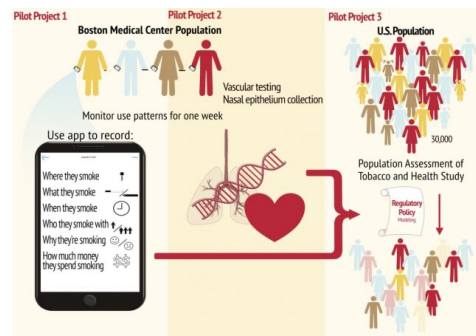 Pilot Project 1
Pilot Project 2
Pilot Project 3
Boston Medical Center Population
U.S. Population
Vascular testing
Nasal epithelium collection
Monitor use patterns for one week
30,000
Use app to record:
Where they smoke
What they smoke
When they smoke
Who they smoke with
Why they're smoking
How much money
they spend smoking
Population Assessment of
Tobacco and Health Study
Regulatory
Policy
Modeling